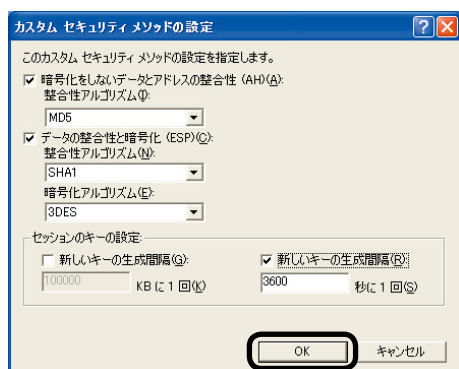 カスタム セキュリティ メソッドの設定
このカスタム セキュリティ メソッドの設定を指定します。
暗号化をしないデータとアドレスの整合性 (AH)(A):
整合性アルゴリズム(I):
MD5
データの整合性と暗号化 (ESP)(C):
整合性アルゴリズム(N):
SHA1
暗号化アルゴリズム(E):
3DES
セッションのキーの設定:
新しいキーの生成間隔(G): 新しいキーの生成間隔(R):
100000 KB に 1 回(K) 3600 秒に 1 回(S)
OK キャンセル